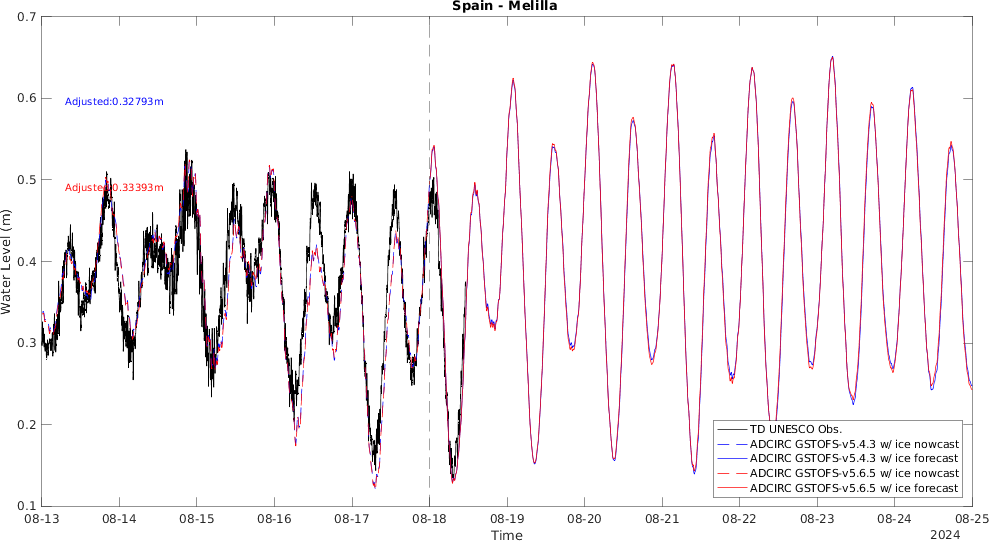 Spain - Melilla
0.7
0.6
0.5
0.4
0.3
0.2
0.1
Water Level (m)
Adjusted:0.32793m
Adjusted:0.33393m
TD UNESCO Obs.
ADCIRC GSTOFS-v5.4.3 w/ ice nowcast
ADCIRC GSTOFS-v5.4.3 w/ ice forecast
ADCIRC GSTOFS-v5.6.5 w/ ice nowcast
ADCIRC GSTOFS-v5.6.5 w/ ice forecast
08-13 08-14 08-15 08-16 08-17 08-18 08-19 08-20 08-21 08-22 08-23 08-24 08-25
Time
2024